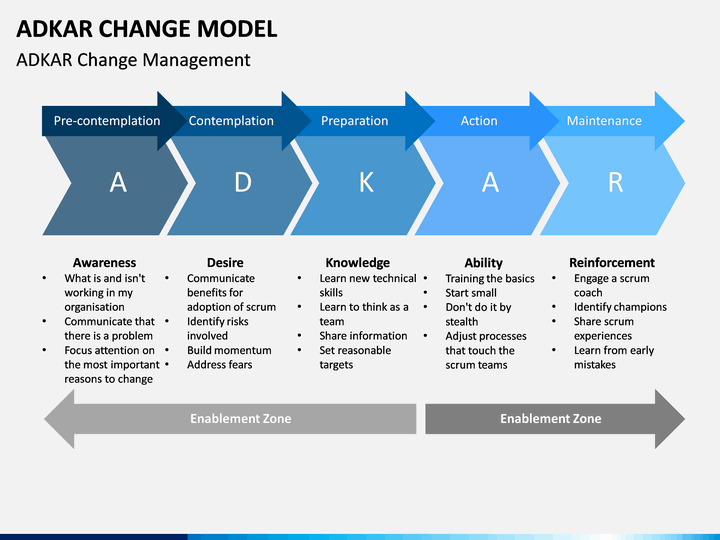 ADKAR CHANGE MODEL
ADKAR Change Management
Pre-contemplation
Contemplation
Preparation
Action
Maintenance
A
D
K
A
R
Awareness
• What is and isn't
working in my
organisation
• Communicate that
there is a problem
• Focus attention on
the most important
reasons to change
Desire
• Communicate
benefits for
adoption of scrum
• Identify risks
involved
• Build momentum
• Address fears
Knowledge
• Learn new technical
skills
• Learn to think as a
team
• Share information
• Set reasonable
targets
Ability
• Training the basics
• Start small
• Don't do it by
stealth
• Adjust processes
that touch the
scrum teams
Reinforcement
• Engage a scrum
coach
• Identify champions
• Share scrum
experiences
• Learn from early
mistakes
Enablement Zone
Enablement Zone